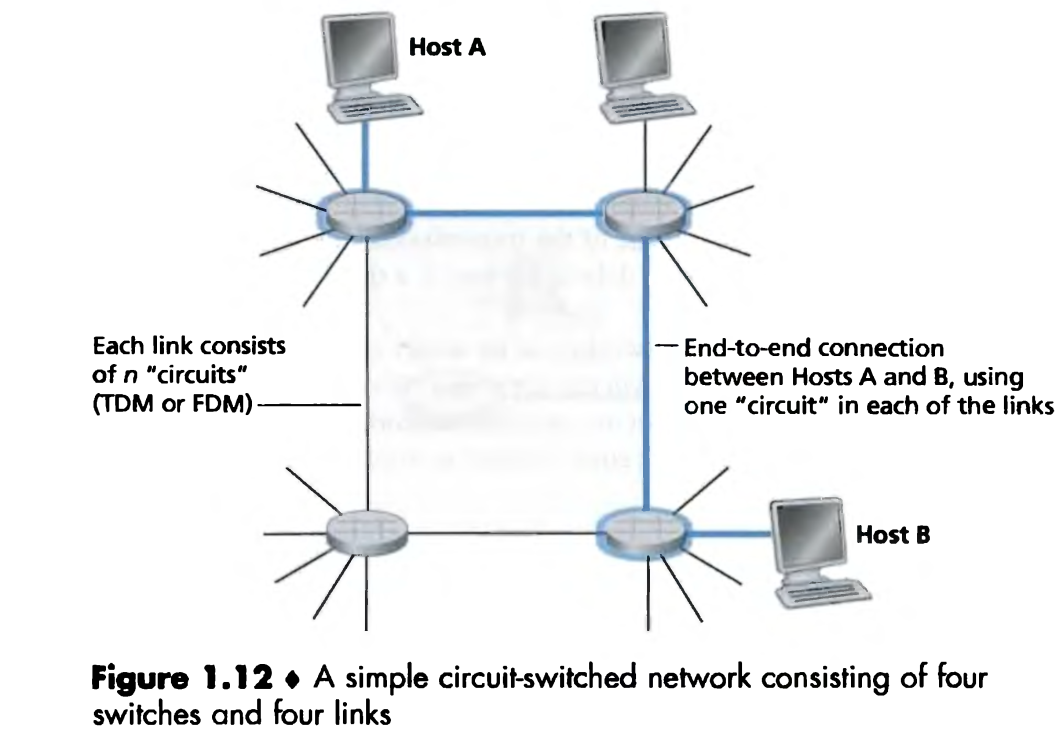 Host A
Each link consists
of n "circuits"
(TDM or FDM)
End-to-end connection
between Hosts A and B, using
one "circuit" in each of the links
Host B
Figure 1.12 ♦ A simple circuit-switched network consisting of four
switches and four links